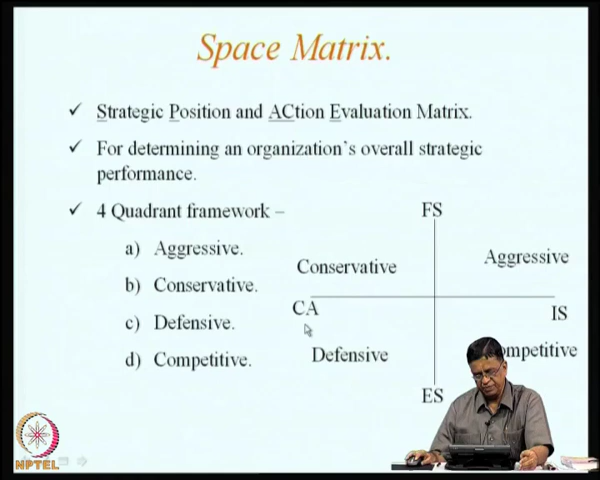 Space Matrix.
✓ Strategic Position and ACtion Evaluation Matrix.
✓ For determining an organization's overall strategic
performance.
✓ 4 Quadrant framework –
a) Aggressive.
b) Conservative.
c) Defensive.
d) Competitive.
FS
Conservative
Aggressive
CA
IS
Defensive
ompetitive
ES
NPTEL